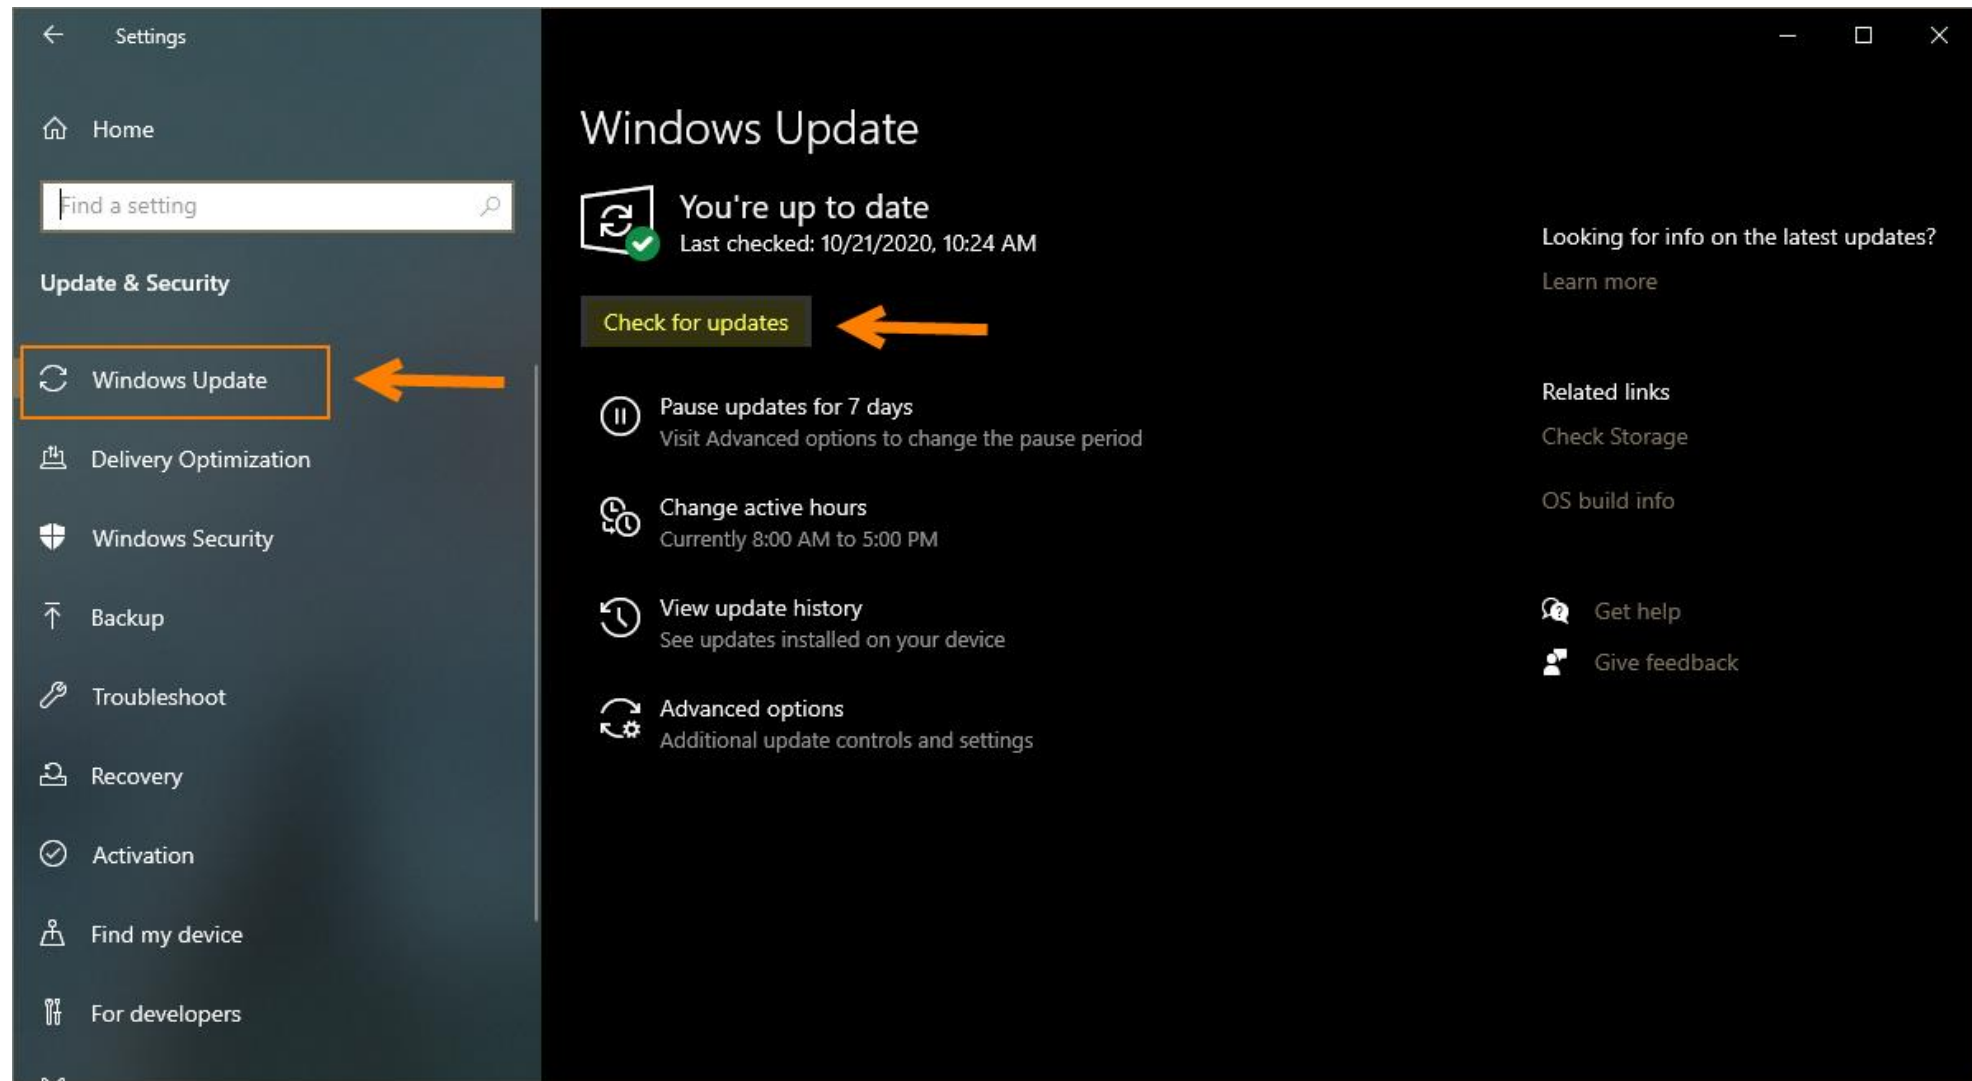 Settings
Home
Find a setting
Update & Security
Windows Update
Delivery Optimization
Windows Security
Backup
Troubleshoot
Recovery
Activation
Find my device
For developers
Windows Update
You're up to date
Last checked: 10/21/2020, 10:24 AM
Check for updates
Pause updates for 7 days
Visit Advanced options to change the pause period
Change active hours
Currently 8:00 AM to 5:00 PM
View update history
See updates installed on your device
Advanced options
Additional update controls and settings
Looking for info on the latest updates?
Learn more
Related links
Check Storage
OS build info
Get help
Give feedback